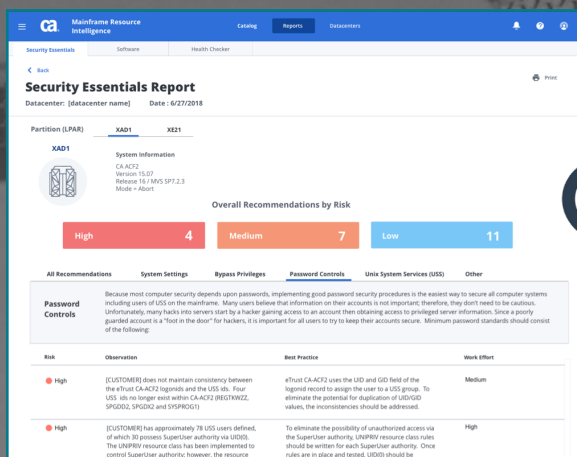 ca.
Mainframe Resource
Intelligence
Catalog
Reports
Datacenters
Security Essentials
Software
Health Checker
Back
Print
Security Essentials Report
Datacenter: [datacenter name] Date : 6/27/2018
Partition (LPAR)
XAD1
XE21
XAD1
System Information
CA ACF2
Version 15.07
Release 16 / MVS SP7.2.3
Mode = Abort
Overall Recommendations by Risk
High 4
Medium 7
Low 11
All Recommendations
System Settings
Bypass Privileges
Password Controls
Unix System Services (USS)
Other
Password
Controls
Because most computer security depends upon passwords, implementing good password security procedures is the easiest way to secure all computer systems
including users of USS on the mainframe. Many users believe that information on their accounts is not important; therefore, they don't need to be cautious.
Unfortunately, many hacks into servers start by a hacker gaining access to an account then obtaining access to privileged server information. Since a poorly
guarded account is a "foot in the door" for hackers, it is important for all users to try to keep their accounts secure. Minimum password standards should consist
of the following:
Risk
Observation
Best Practice
Work Effort
High
[CUSTOMER] does not maintain consistency between
the eTrust CA-ACF2 logonids and the USS ids. Four
USS ids no longer exist within CA-ACF2 (REGTKWZZ,
SPGDD2, SPGDX2 and SYSPROG1)
eTrust CA-ACF2 uses the UID and GID field of the
logonid record to assign the user to a USS group. To
eliminate the potential for duplication of UID/GID
values, the inconsistencies should be addressed.
Medium
High
[CUSTOMER] has approximately 78 USS users defined,
of which 30 possess SuperUser authority via UID(0).
The UNIPRIV resource class has been implemented to
control SuperUser authority; however, the resource
To eliminate the possibility of unauthorized access via
the SuperUser authority, UNIPRIV resource class rules
should be written for each SuperUser authority. Once
rules are in place and tested, UID(0) should be
High